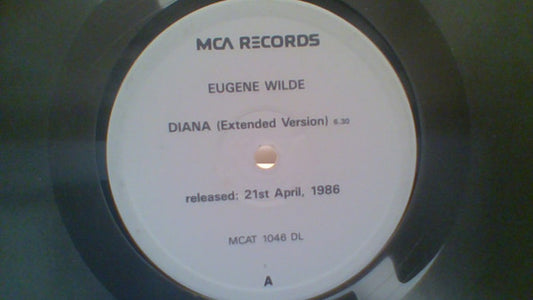 MCA RECORDS
EUGENE WILDE
DIANA (Extended Version) 6.30
released: 21st April, 1986
MCAT 1046 DL
A